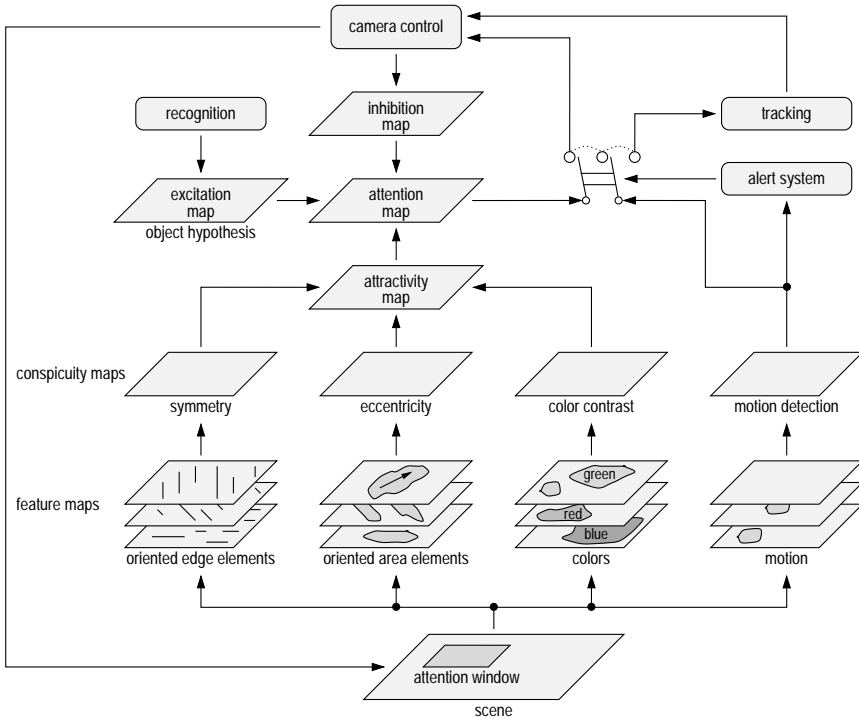 camera control
inhibition
map
tracking
recognition
alert system
excitation
map
attention
map
object hypothesis
attractivity
map
conspicuity maps
symmetry
eccentricity
color contrast
motion detection
feature maps
green
red
blue
oriented edge elements
oriented area elements
colors
motion
attention window
scene